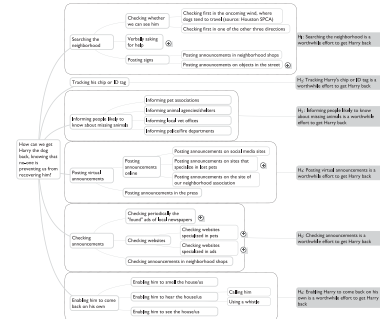 Checking whether
we can see him
Checking first in the oncoming wind, where
dogs tend to travel (source: Houston SPCA)
Checking first in one of the other three directions
Searching the
neighborhood
Verbally asking
for help
Posting signs
Posting announcements in neighborhood shops
Posting announcements on objects in the street
H₁: Searching the neighborhood is a
worthwhile effort to get Harry back
Tracking his chip or ID tag
H₂: Tracking Harry's chip or ID tag is a
worthwhile effort to get Harry back
Informing people likely to
know about missing animals
Informing pet associations
Informing animal agencies/shelters
Informing local vet offices
Informing police/fire departments
H₃: Informing people likely to know
about missing animals is a worthwhile
effort to get Harry back
How can we get
Harry the dog
back, knowing that
no-one is
preventing us from
recovering him?
Posting virtual
announcements
Posting
announcements
online
Posting announcements on social media sites
Posting announcements on sites that
specialize in lost pets
Posting announcements on the site of
our neighborhood association
Posting announcements in the press
H₄: Posting virtual announcements is a
worthwhile effort to get Harry back
Checking
announcements
Checking periodically the
"found" ads of local newspapers
Checking websites
Checking websites
specialized in pets
Checking websites
specialized in ads
Checking announcements in neighborhood shops
H₅: Checking announcements is a
worthwhile effort to get Harry back
Enabling him to come
back on his own
Enabling him to smell the house/us
Enabling him to hear the house/us
Calling him
Using a whistle
Enabling him to see the house/us
H₆: Enabling Harry to come back on his
own is a worthwhile effort to get Harry
back